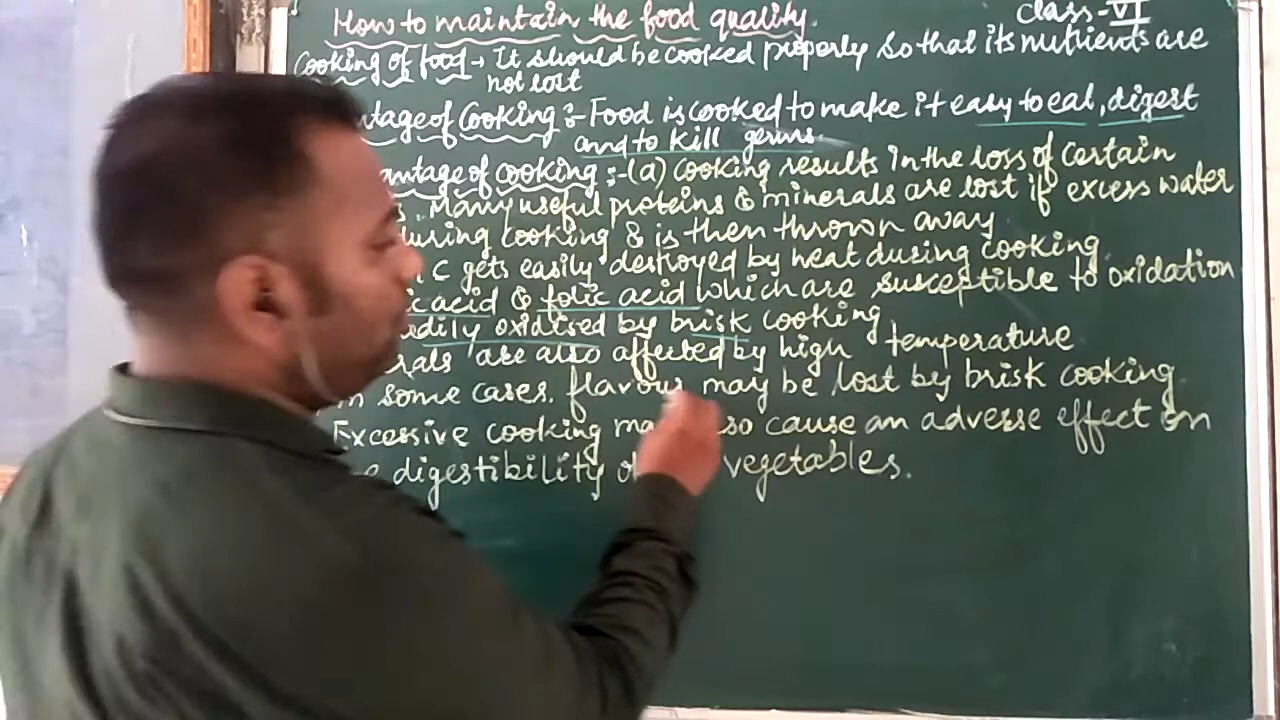 How to maintain the food quality.
class-VI
Cooking of food → It should be cooked properly so that its nutrients are
not lost
ntage of Cooking :- Food is cooked to make it easy to eat, digest
and to kill germs.
antage of cooking :- (a) Cooking results in the loss of certain
s. Many useful proteins & minerals are lost if excess water
during cooking & is then thrown away.
C gets easily destroyed by heat during cooking.
c acid & folic acid which are susceptible to oxidation
dily oxidised by brisk cooking
rals are also affected by high temperature
In some cases. flavour may be lost by brisk cooking.
Excessive cooking ma so cause an adverse effect on
digestibility o vegetables.